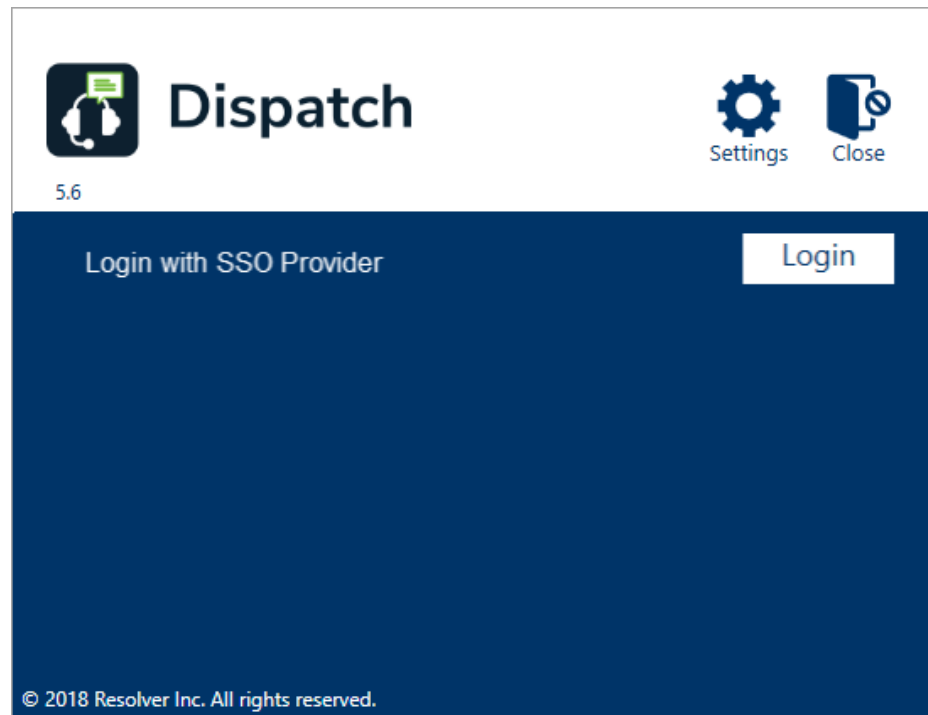 Dispatch
Settings
Close
5.6
Login with SSO Provider
Login
© 2018 Resolver Inc. All rights reserved.